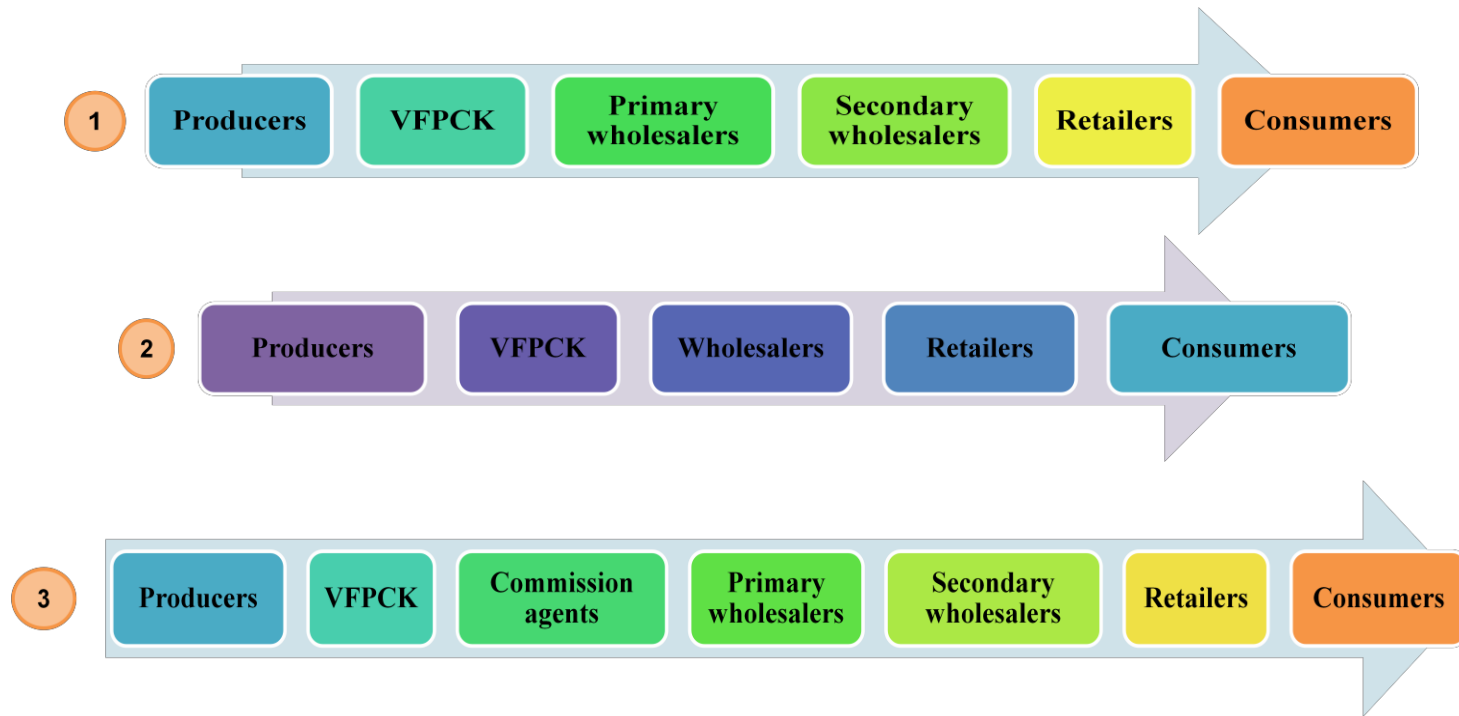 1
Producers
VFPCK
Primary
wholesalers
Secondary
wholesalers
Retailers
Consumers
2
Producers
VFPCK
Wholesalers
Retailers
Consumers
3
Producers
VFPCK
Commission
agents
Primary
wholesalers
Secondary
wholesalers
Retailers
Consumers